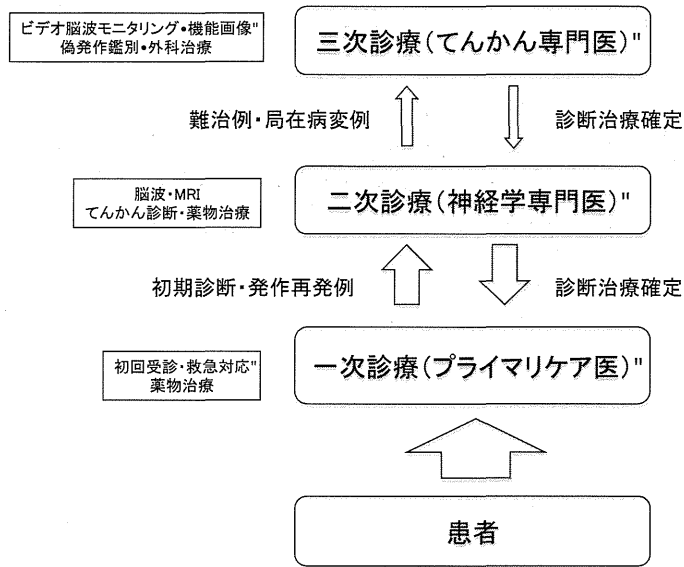 ビデオ脳波モニタリング•機能画像"
偽発作鑑別•外科治療
三次診療(てんかん専門医)"
難治例・局在病変例
診断治療確定
脳波・MRI
てんかん診断・薬物治療
二次診療(神経学専門医)"
初期診断・発作再発例
診断治療確定
初回受診・救急対応"
薬物治療
一次診療(プライマリケア医)"
患者